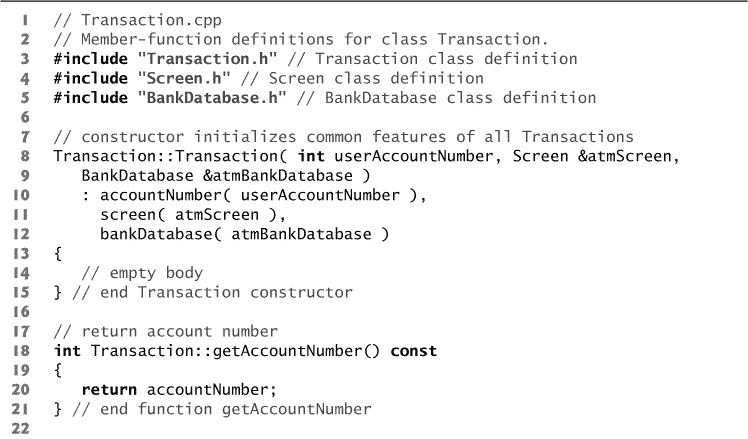 1 // Transaction.cpp
2 // Member-function definitions for class Transaction.
3 #include "Transaction.h" // Transaction class definition
4 #include "Screen.h" // Screen class definition
5 #include "BankDatabase.h" // BankDatabase class definition
6
7 // constructor initializes common features of all Transactions
8 Transaction::Transaction( int userAccountNumber, Screen &atmScreen,
9    BankDatabase &atmBankDatabase )
10    : accountNumber( userAccountNumber ),
11      screen( atmScreen ),
12      bankDatabase( atmBankDatabase )
13 {
14    // empty body
15 } // end Transaction constructor
16
17 // return account number
18 int Transaction::getAccountNumber() const
19 {
20    return accountNumber;
21 } // end function getAccountNumber
22